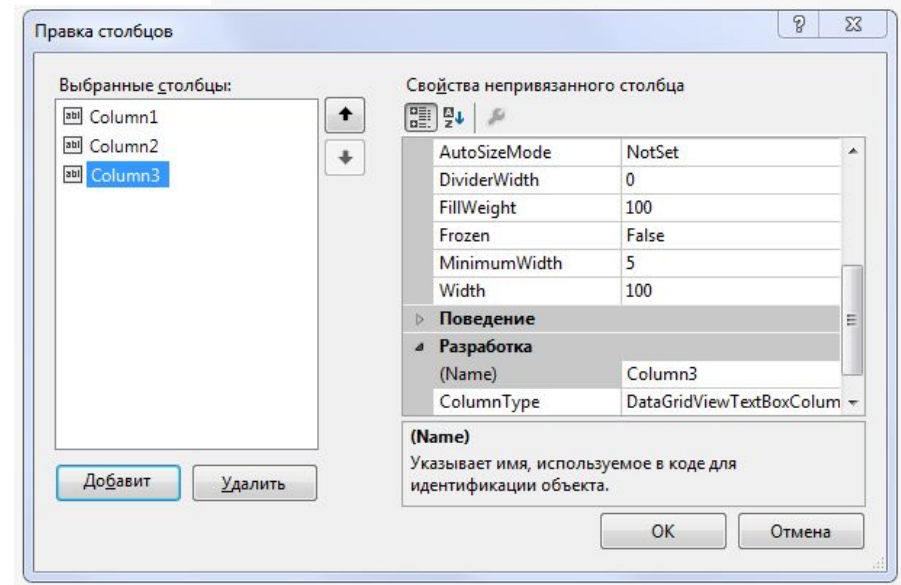 Правка столбцов
Выбранные столбцы:
Column1
Column2
Column3
Добавит
Удалить
Свойства непривязанного столбца
AutoSizeMode NotSet
DividerWidth 0
FillWeight 100
Frozen False
MinimumWidth 5
Width 100
Поведение
Разработка
(Name) Column3
ColumnType DataGridViewTextBoxColum
(Name)
Указывает имя, используемое в коде для
идентификации объекта.
OK
Отмена